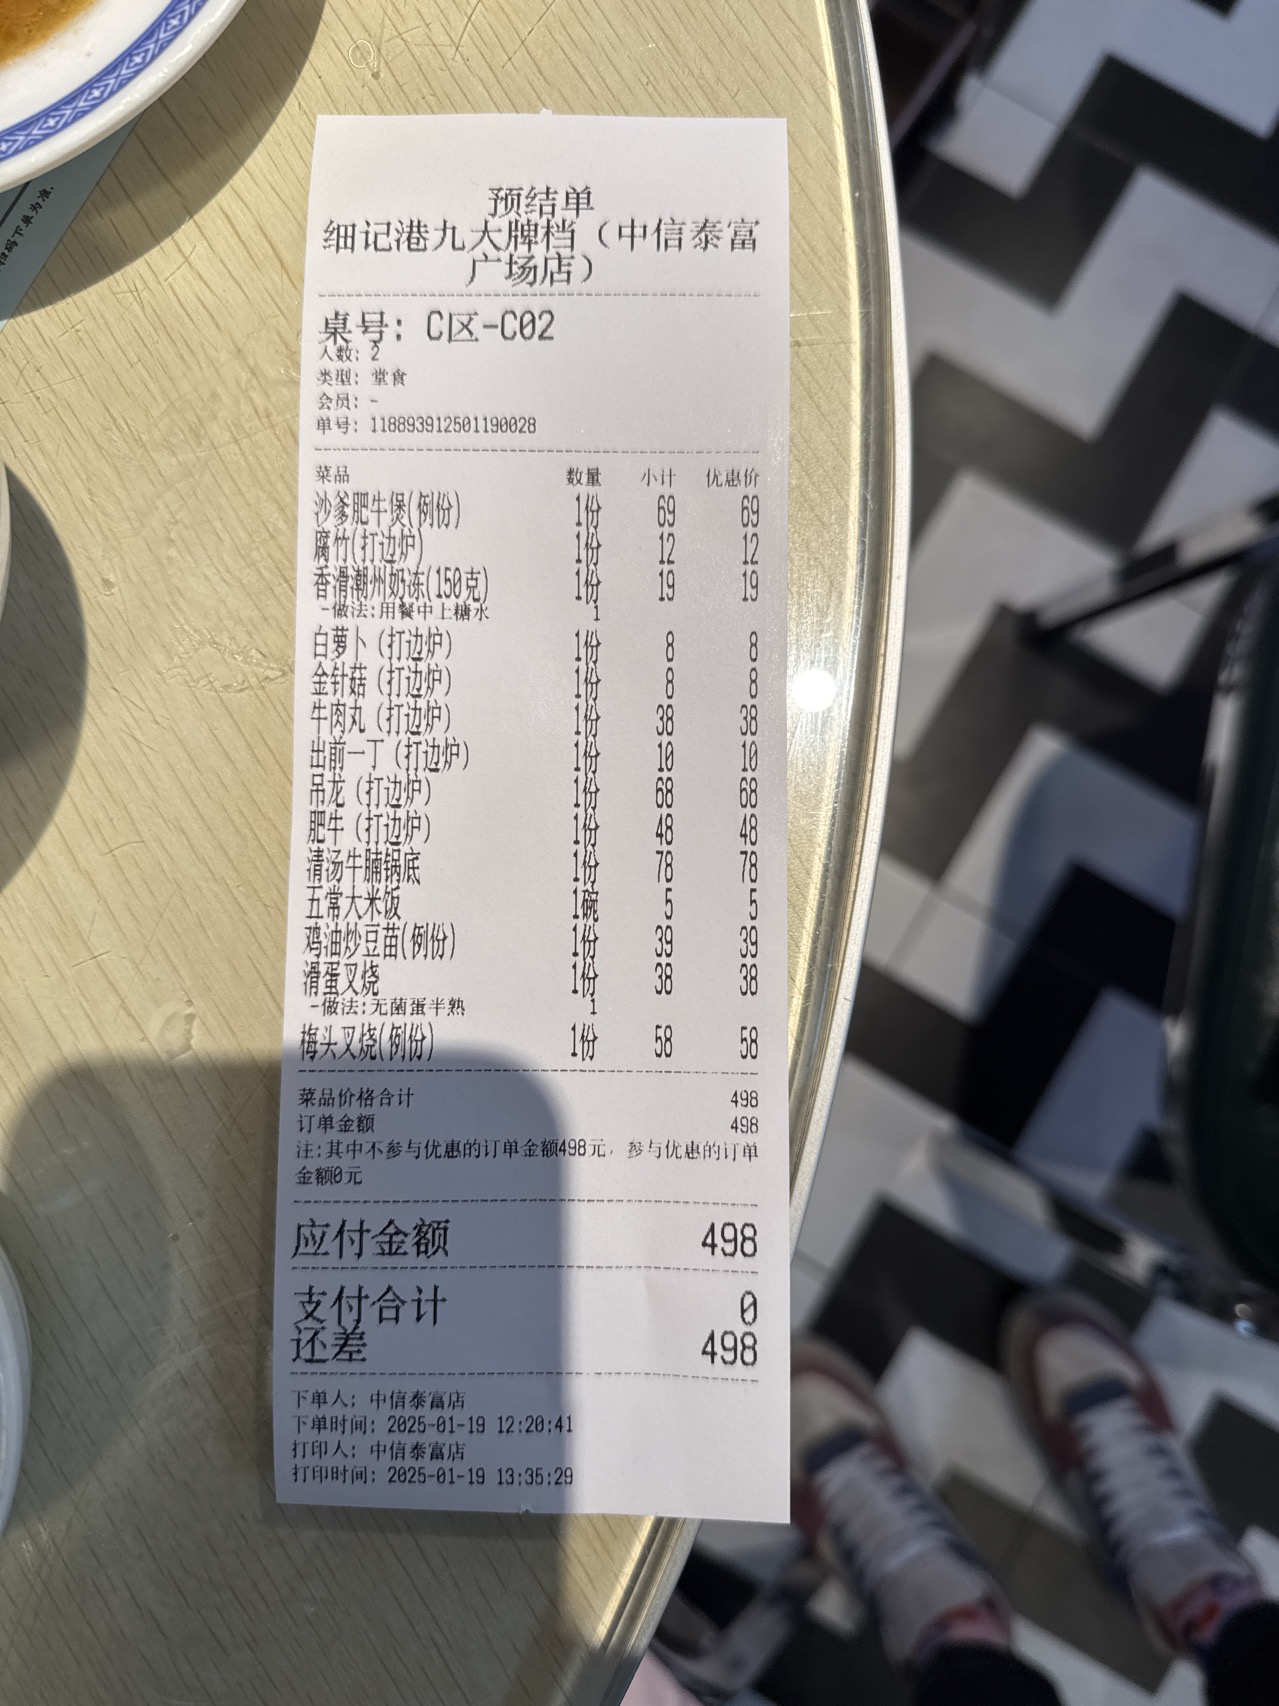 预结单
细记港九大牌档（中信泰富
广场店）
桌号: C区-C02
人数: 2
类型: 堂食
会员: -
单号: 118893912501190028
菜品 数量 小计 优惠价
沙爹肥牛煲(例份) 1份 69 69
腐竹(打边炉) 1份 12 12
香滑潮州奶冻(150克) 1份 19 19
-做法:用餐中上糖水 1
白萝卜（打边炉） 1份 8 8
金针菇（打边炉） 1份 8 8
牛肉丸（打边炉） 1份 38 38
出前一丁（打边炉） 1份 10 10
吊龙（打边炉） 1份 68 68
肥牛（打边炉） 1份 48 48
清汤牛腩锅底 1份 78 78
五常大米饭 1碗 5 5
鸡油炒豆苗(例份) 1份 39 39
滑蛋叉烧 1份 38 38
-做法:无菌蛋半熟 1
梅头叉烧(例份) 1份 58 58
菜品价格合计 498
订单金额 498
注:其中不参与优惠的订单金额498元, 参与优惠的订单
金额0元
应付金额 498
支付合计 0
还差 498
下单人: 中信泰富店
下单时间: 2025-01-19 12:20:41
打印人: 中信泰富店
打印时间: 2025-01-19 13:35:29